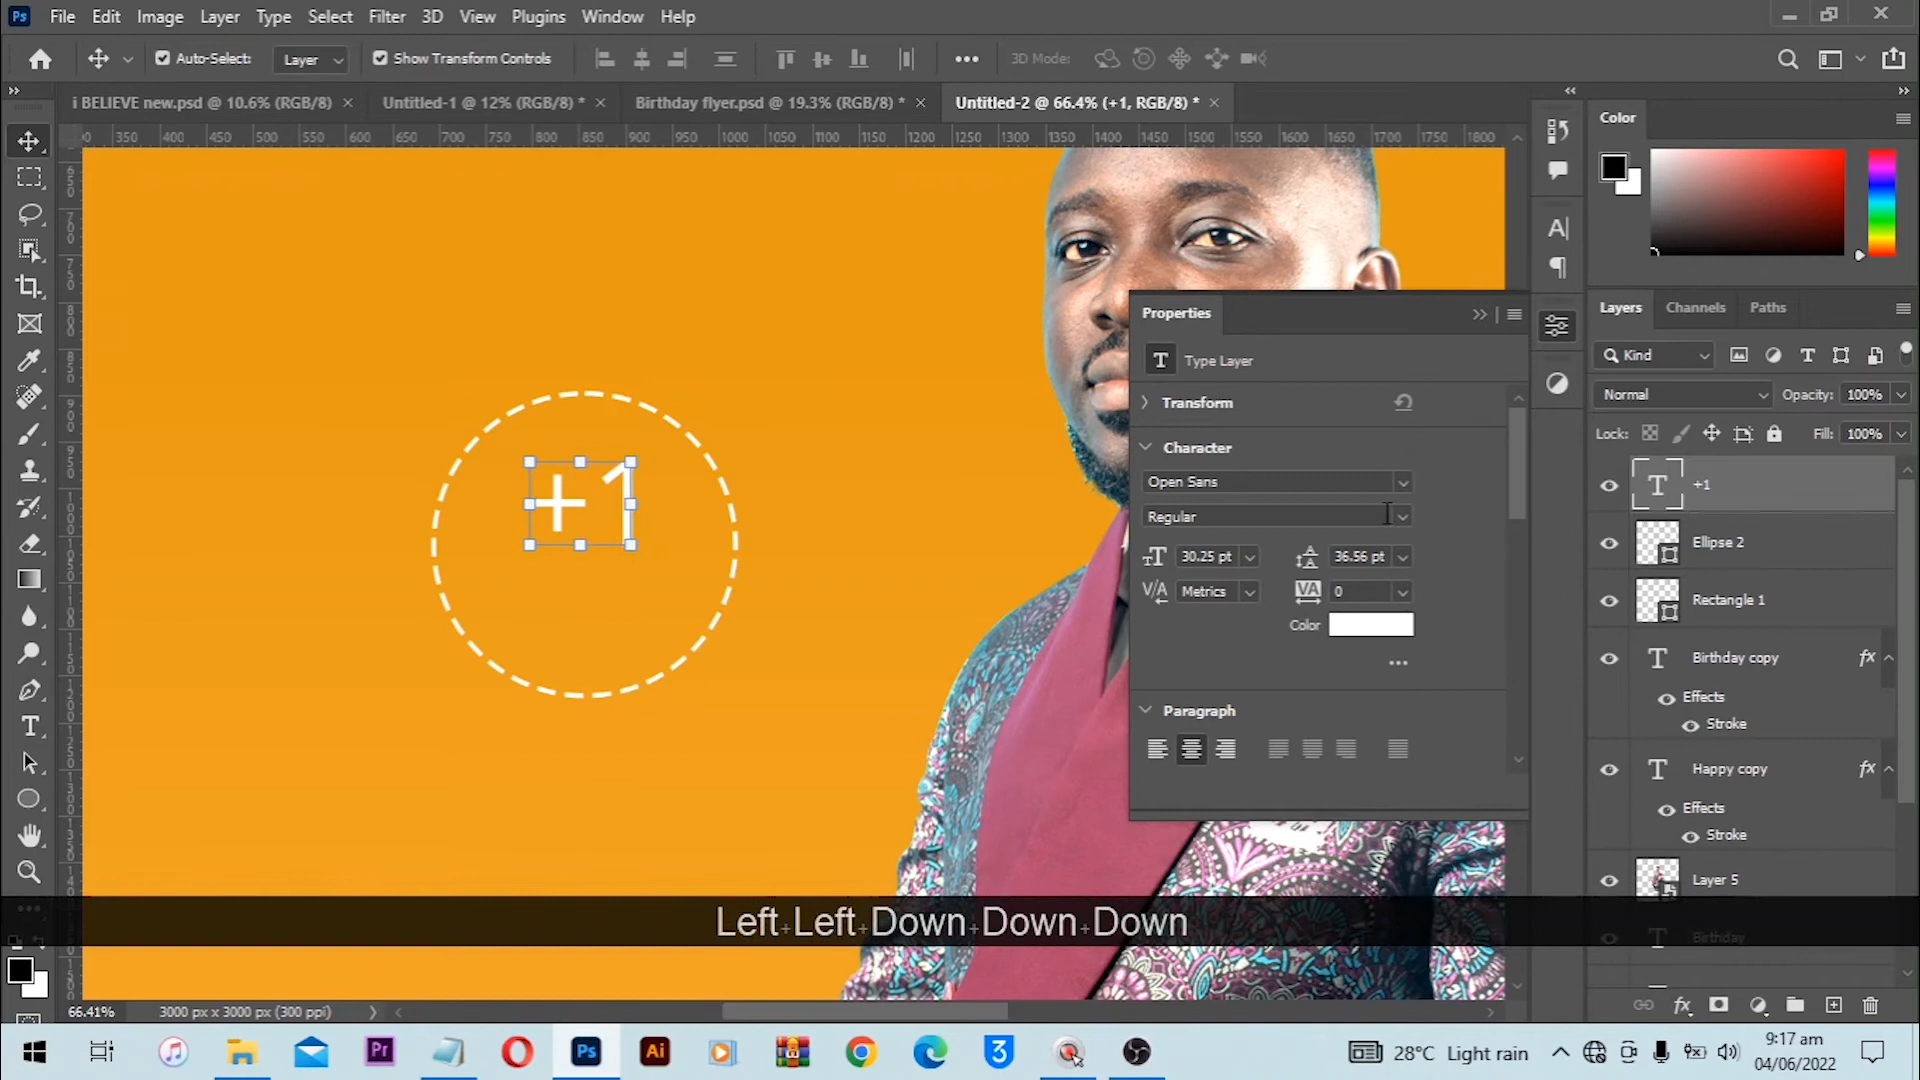 Ps File Edit Image Layer Type Select Filter 3D View Plugins Window Help
Auto-Select: Layer Show Transform Controls 3D Mode:
i BELIEVE new.psd @ 10.6% (RGB/8) Untitled-1 @ 12% (RGB/8) * Birthday flyer.psd @ 19.3% (RGB/8) * Untitled-2 @ 66.4% (+1, RGB/8) *
350 400 450 500 550 600 650 700 750 800 850 900 950 1000 1050 1100 1150 1200 1250 1300 1350 1400 1450 1500 1550 1600 1650 1700 1750 1800
Color
Properties
T Type Layer
Transform
Character
Open Sans
Regular
30.25 pt 36.56 pt
Metrics 0
Color
Paragraph
+1
Layers Channels Paths
Kind
Normal Opacity: 100%
Lock: Fill: 100%
+1
Ellipse 2
Rectangle 1
Birthday copy fx
Effects
Stroke
Happy copy fx
Effects
Stroke
Layer 5
Birthday
Left+Left+Down+Down+Down
66.41% 3000 px x 3000 px (300 ppi)
Pr Ps Ai 3
28°C Light rain
9:17 am
04/06/2022